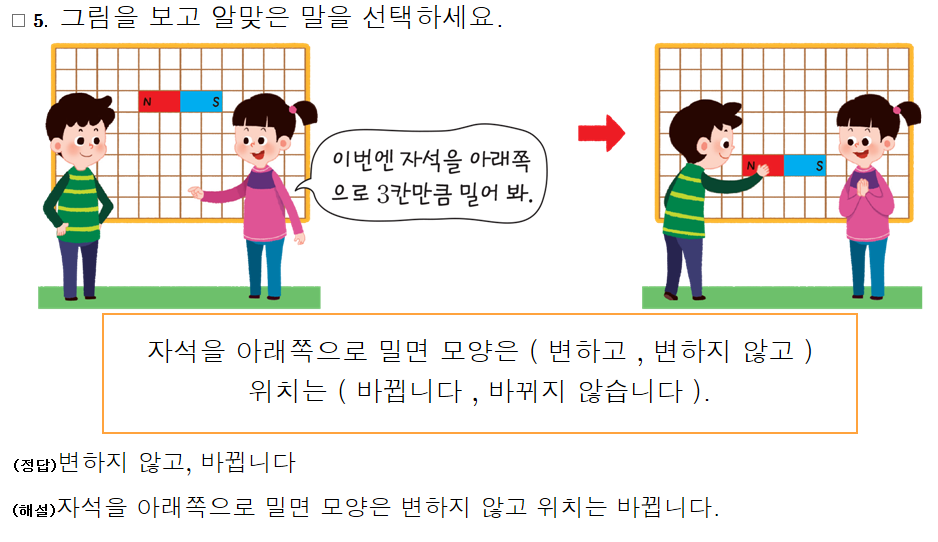 □ 5. 그림을 보고 알맞은 말을 선택하세요.
N S
이번엔 자석을 아래쪽
으로 3칸만큼 밀어 봐.
N S
자석을 아래쪽으로 밀면 모양은 ( 변하고 , 변하지 않고 )
위치는 ( 바뀝니다 , 바뀌지 않습니다 ).
(정답)변하지 않고, 바뀝니다
(해설)자석을 아래쪽으로 밀면 모양은 변하지 않고 위치는 바뀝니다.